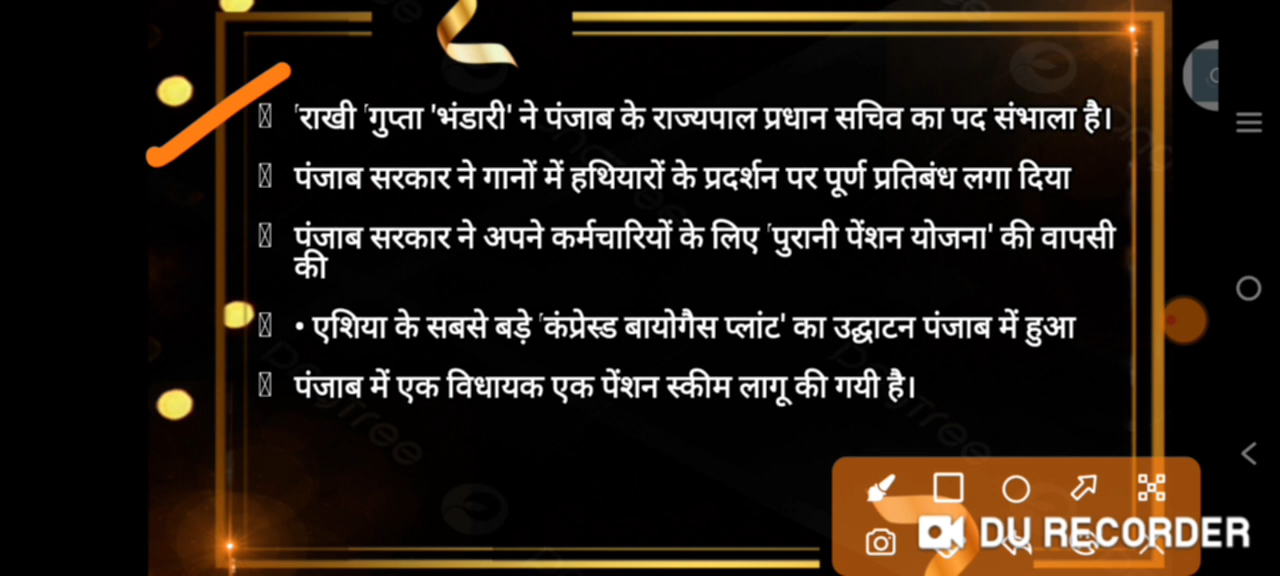 'राखी 'गुप्ता 'भंडारी' ने पंजाब के राज्यपाल प्रधान सचिव का पद संभाला है।
पंजाब सरकार ने गानों में हथियारों के प्रदर्शन पर पूर्ण प्रतिबंध लगा दिया
पंजाब सरकार ने अपने कर्मचारियों के लिए 'पुरानी पेंशन योजना' की वापसी
की
• एशिया के सबसे बड़े 'कंप्रेस्ड बायोगैस प्लांट' का उद्घाटन पंजाब में हुआ
पंजाब में एक विधायक एक पेंशन स्कीम लागू की गयी है।
DU RECORDER